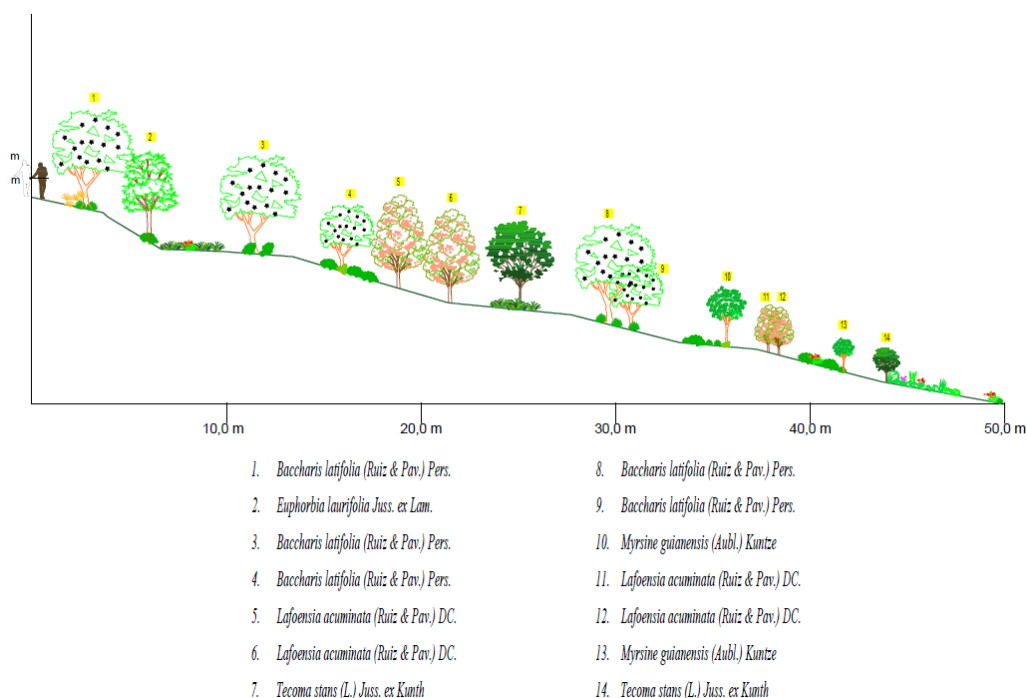 1
2
3
4
5
6
7
8
9
10
11
12
13
14
m
m
10,0 m
20,0 m
30,0 m
40,0 m
50,0 m
1. Baccharis latifolia (Ruiz & Pav.) Pers.
2. Euphorbia laurifolia Juss. ex Lam.
3. Baccharis latifolia (Ruiz & Pav.) Pers.
4. Baccharis latifolia (Ruiz & Pav.) Pers.
5. Lafoensia acuminata (Ruiz & Pav.) DC.
6. Lafoensia acuminata (Ruiz & Pav.) DC.
7. Tecoma stans (L.) Juss. ex Kunth
8. Baccharis latifolia (Ruiz & Pav.) Pers.
9. Baccharis latifolia (Ruiz & Pav.) Pers.
10. Myrsine guianensis (Aubl.) Kuntze
11. Lafoensia acuminata (Ruiz & Pav.) DC.
12. Lafoensia acuminata (Ruiz & Pav.) DC.
13. Myrsine guianensis (Aubl.) Kuntze
14. Tecoma stans (L.) Juss. ex Kunth